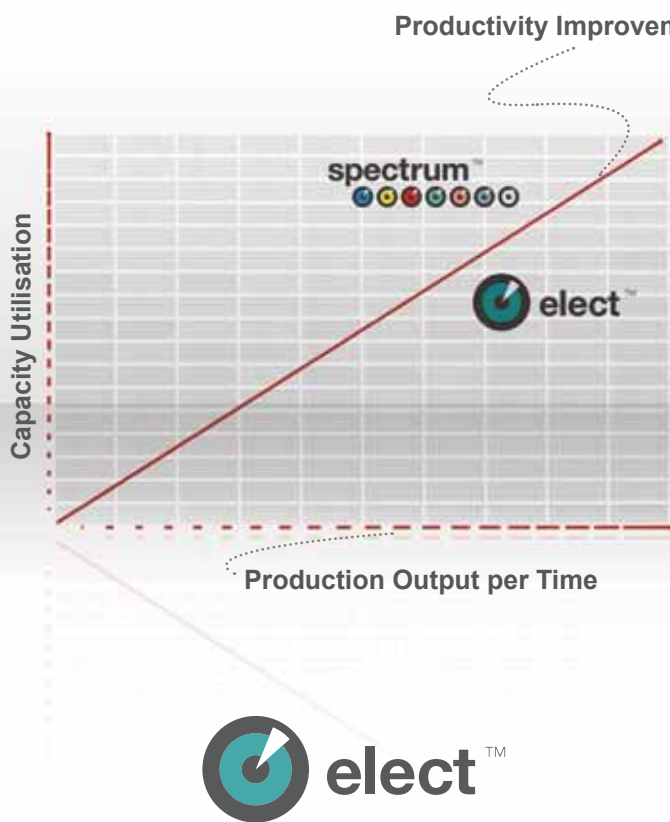 Productivity Improven
spectrum™
elect™
Capacity Utilisation
Production Output per Time
elect™